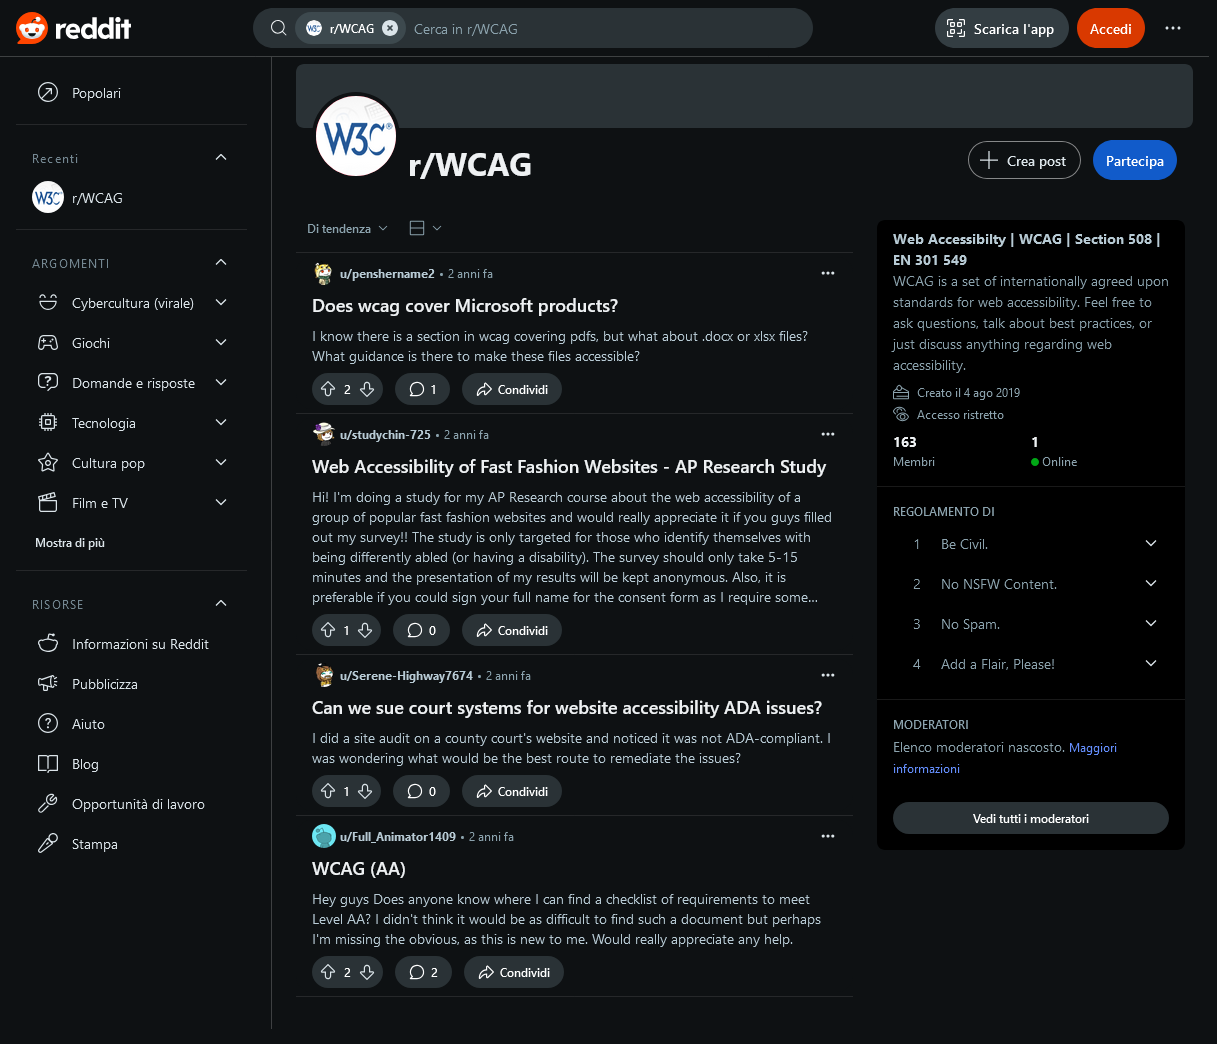 reddit
r/WCAG
Cerca in r/WCAG
Scarica l'app
Accedi
Popolari
Recenti
r/WCAG
ARGOMENTI
Cybercultura (virale)
Giochi
Domande e risposte
Tecnologia
Cultura pop
Film e TV
Mostra di più
RISORSE
Informazioni su Reddit
Pubblicizza
Aiuto
Blog
Opportunità di lavoro
Stampa
W3C®
r/WCAG
Crea post
Partecipa
Di tendenza
u/penshername2 • 2 anni fa
Does wcag cover Microsoft products?
I know there is a section in wcag covering pdfs, but what about .docx or xlsx files?
What guidance is there to make these files accessible?
2
1
Condividi
u/studychin-725 • 2 anni fa
Web Accessibility of Fast Fashion Websites - AP Research Study
Hi! I'm doing a study for my AP Research course about the web accessibility of a
group of popular fast fashion websites and would really appreciate it if you guys filled
out my survey!! The study is only targeted for those who identify themselves with
being differently abled (or having a disability). The survey should only take 5-15
minutes and the presentation of my results will be kept anonymous. Also, it is
preferable if you could sign your full name for the consent form as I require some...
1
0
Condividi
u/Serene-Highway7674 • 2 anni fa
Can we sue court systems for website accessibility ADA issues?
I did a site audit on a county court's website and noticed it was not ADA-compliant. I
was wondering what would be the best route to remediate the issues?
1
0
Condividi
u/Full_Animator1409 • 2 anni fa
WCAG (AA)
Hey guys Does anyone know where I can find a checklist of requirements to meet
Level AA? I didn't think it would be as difficult to find such a document but perhaps
I'm missing the obvious, as this is new to me. Would really appreciate any help.
2
2
Condividi
Web Accessibilty | WCAG | Section 508 |
EN 301 549
WCAG is a set of internationally agreed upon
standards for web accessibility. Feel free to
ask questions, talk about best practices, or
just discuss anything regarding web
accessibility.
Creato il 4 ago 2019
Accesso ristretto
163
Membri
1
Online
REGOLAMENTO DI
1 Be Civil.
2 No NSFW Content.
3 No Spam.
4 Add a Flair, Please!
MODERATORI
Elenco moderatori nascosto. Maggiori
informazioni
Vedi tutti i moderatori